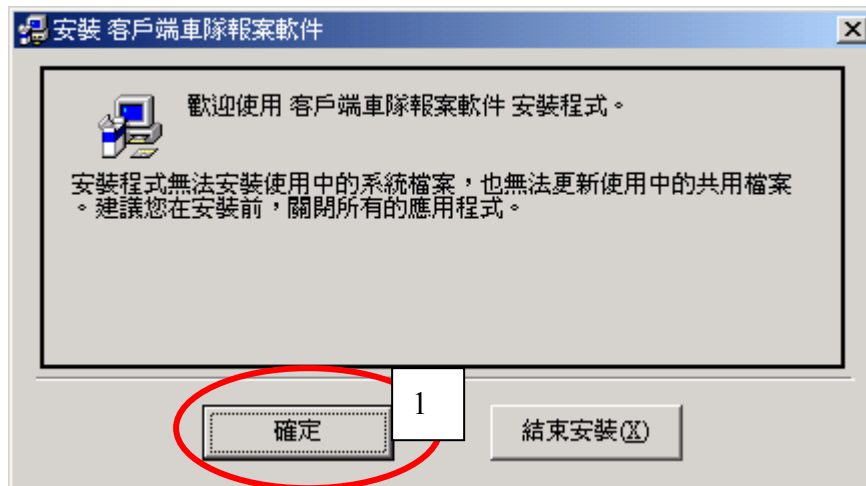 安裝 客戶端車隊報案軟件
歡迎使用 客戶端車隊報案軟件 安裝程式。
安裝程式無法安裝使用中的系統檔案，也無法更新使用中的共用檔案
。建議您在安裝前，關閉所有的應用程式。
1
確定
結束安裝(X)